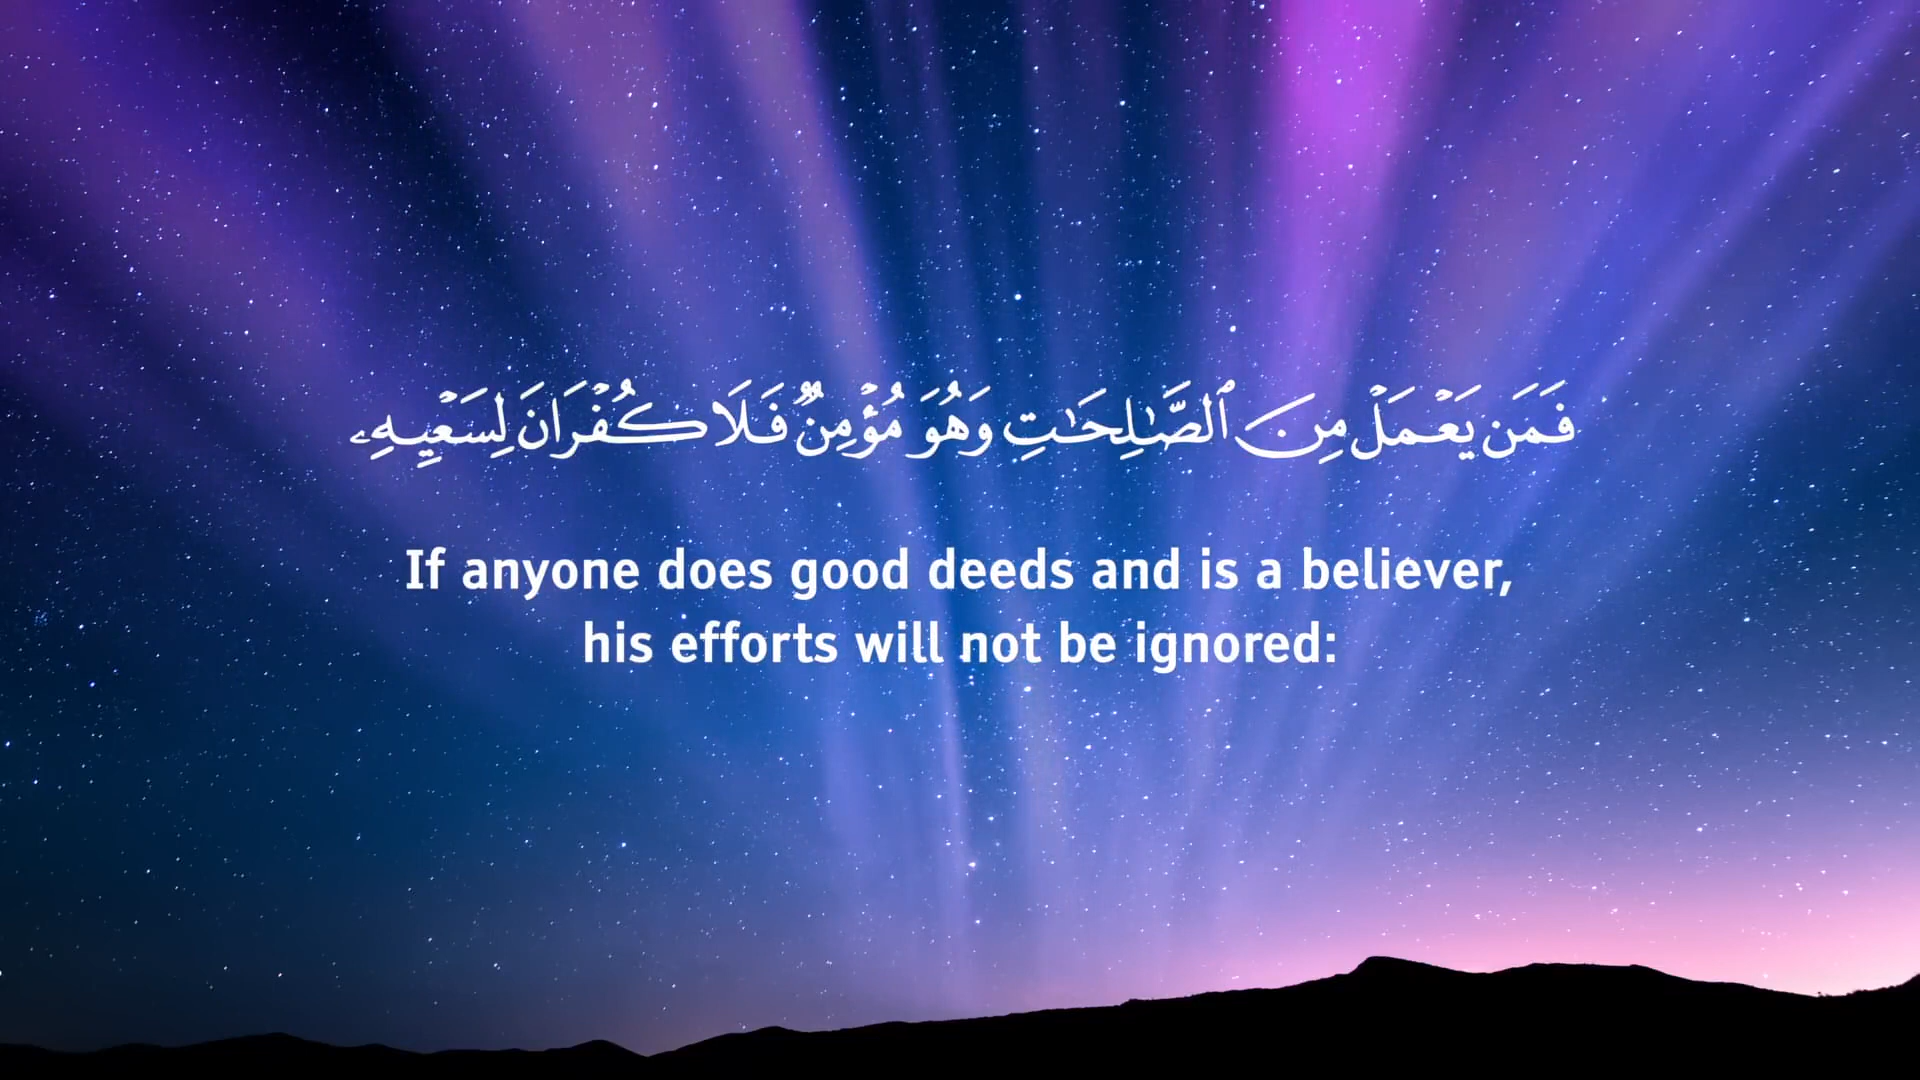 فَمَن يَعْمَلْ مِنَ ٱلصَّـٰلِحَـٰتِ وَهُوَ مُؤْمِنٌ فَلَا كُفْرَانَ لِسَعْيِهِۦ
If anyone does good deeds and is a believer,
his efforts will not be ignored: